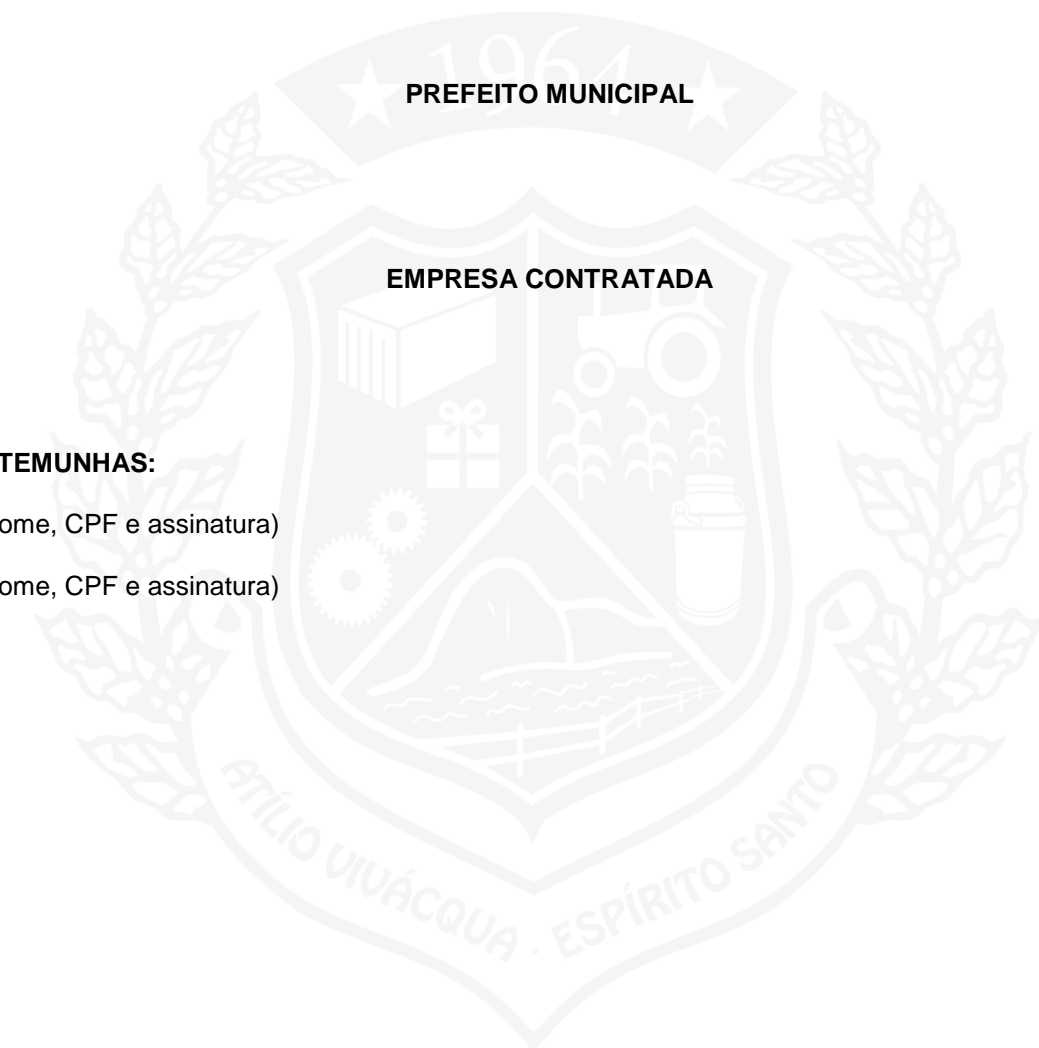 1964
PREFEITO MUNICIPAL
EMPRESA CONTRATADA
TEMUNHAS:
ome, CPF e assinatura)
ome, CPF e assinatura)
ATÍLIO VIVÁCQUA · ESPÍRITO SANTO